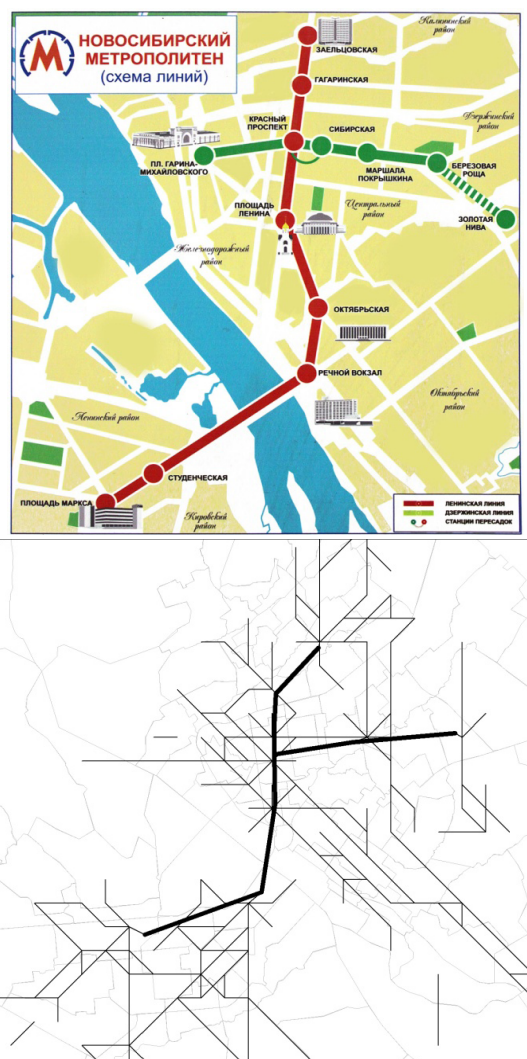 М
НОВОСИБИРСКИЙ
МЕТРОПОЛИТЕН
(схема линий)
Калининский
район
ЗАЕЛЬЦОВСКАЯ
ГАГАРИНСКАЯ
КРАСНЫЙ
ПРОСПЕКТ
СИБИРСКАЯ
Дзержинский
район
ПЛ. ГАРИНА-
МИХАЙЛОВСКОГО
МАРШАЛА
ПОКРЫШКИНА
БЕРЕЗОВАЯ
РОЩА
ПЛОЩАДЬ
ЛЕНИНА
Центральный
район
ЗОЛОТАЯ
НИВА
Железнодорожный
район
ОКТЯБРЬСКАЯ
РЕЧНОЙ ВОКЗАЛ
Октябрьский
район
Ленинский район
СТУДЕНЧЕСКАЯ
ПЛОЩАДЬ МАРКСА
Кировский
район
ЛЕНИНСКАЯ ЛИНИЯ
ДЗЕРЖИНСКАЯ ЛИНИЯ
СТАНЦИИ ПЕРЕСАДОК